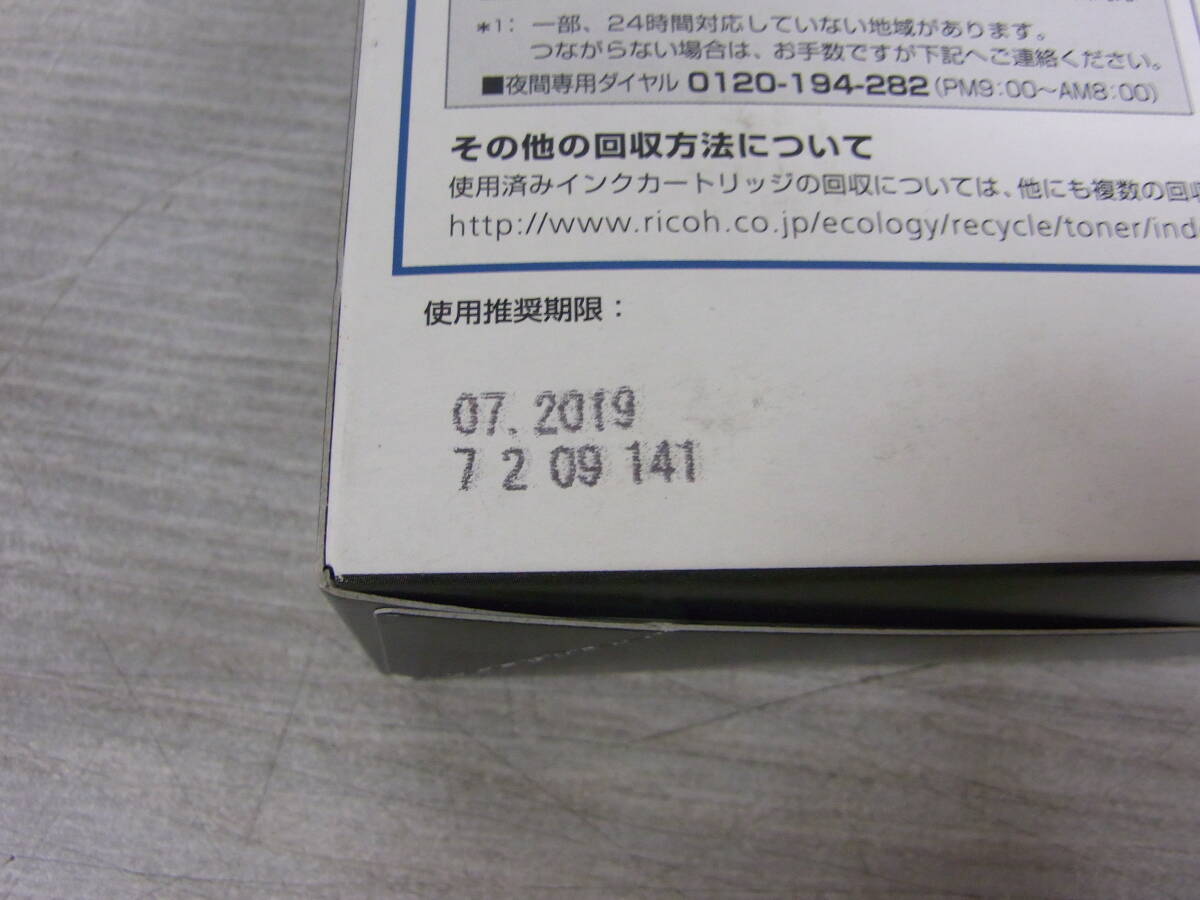 *1: 一部、24時間対応していない地域があります。
つながらない場合は、お手数ですが下記へご連絡ください。
■夜間専用ダイヤル 0120-194-282 (PM9:00～AM8:00)
その他の回収方法について
使用済みインクカートリッジの回収については、他にも複数の回収
http://www.ricoh.co.jp/ecology/recycle/toner/inde
使用推奨期限：
07. 2019
7 2 09 141